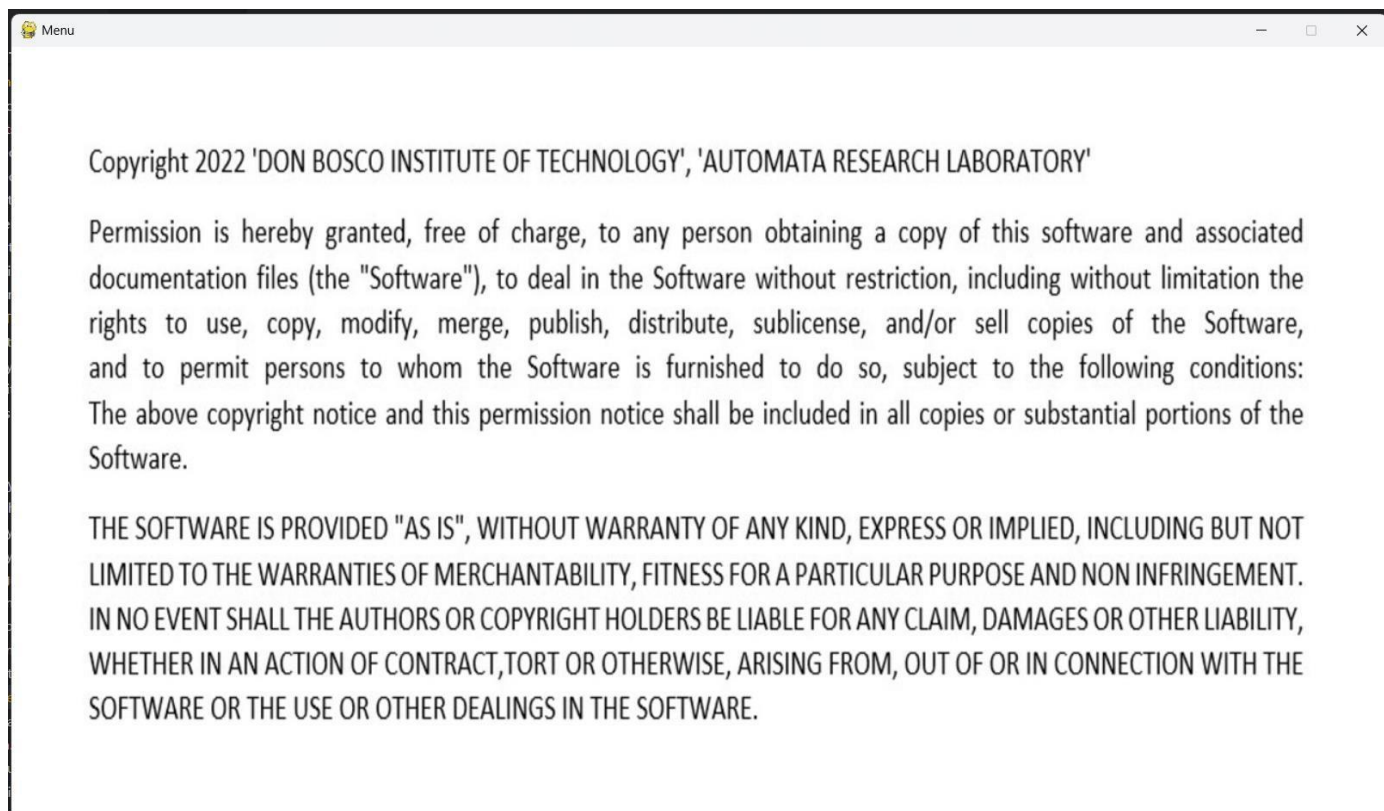 Menu
Copyright 2022 'DON BOSCO INSTITUTE OF TECHNOLOGY', 'AUTOMATA RESEARCH LABORATORY'
Permission is hereby granted, free of charge, to any person obtaining a copy of this software and associated
documentation files (the "Software"), to deal in the Software without restriction, including without limitation the
rights to use, copy, modify, merge, publish, distribute, sublicense, and/or sell copies of the Software,
and to permit persons to whom the Software is furnished to do so, subject to the following conditions:
The above copyright notice and this permission notice shall be included in all copies or substantial portions of the
Software.
THE SOFTWARE IS PROVIDED "AS IS", WITHOUT WARRANTY OF ANY KIND, EXPRESS OR IMPLIED, INCLUDING BUT NOT
LIMITED TO THE WARRANTIES OF MERCHANTABILITY, FITNESS FOR A PARTICULAR PURPOSE AND NON INFRINGEMENT.
IN NO EVENT SHALL THE AUTHORS OR COPYRIGHT HOLDERS BE LIABLE FOR ANY CLAIM, DAMAGES OR OTHER LIABILITY,
WHETHER IN AN ACTION OF CONTRACT,TORT OR OTHERWISE, ARISING FROM, OUT OF OR IN CONNECTION WITH THE
SOFTWARE OR THE USE OR OTHER DEALINGS IN THE SOFTWARE.